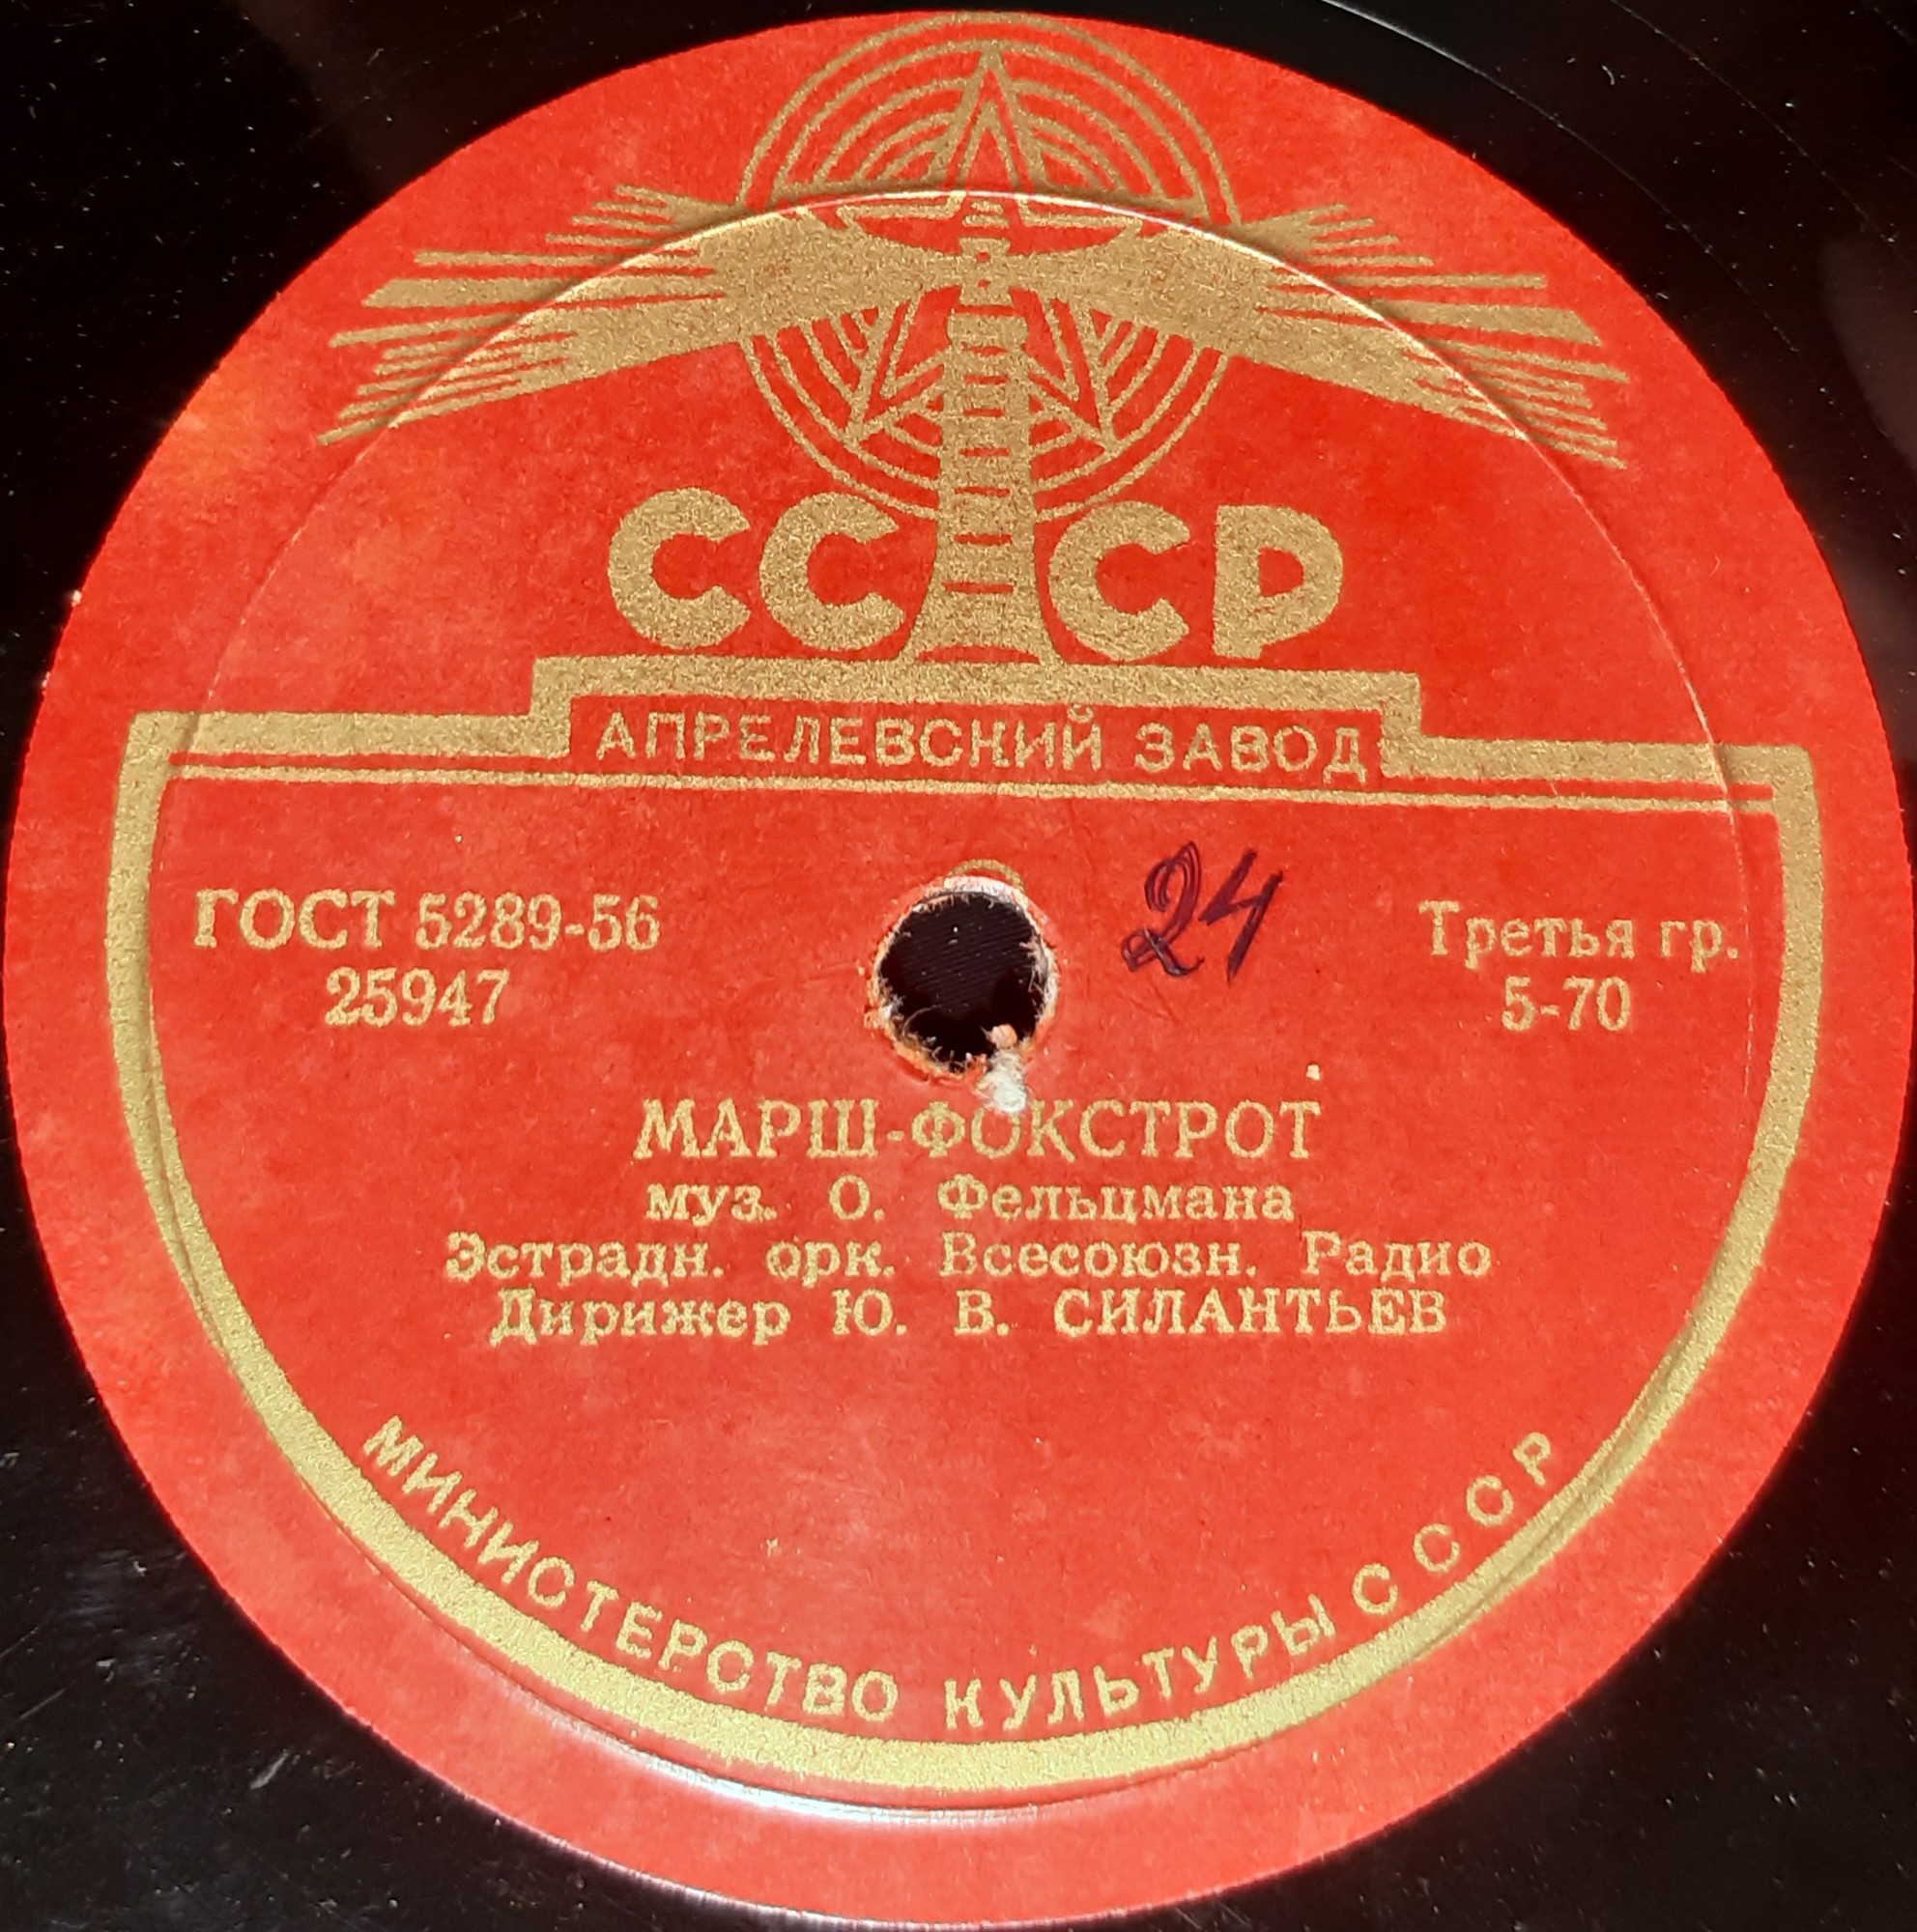 СССР
АПРЕЛЕВСКИЙ ЗАВОД
ГОСТ 5289-56
25947
24
Третья гр.
5-70
МАРШ-ФОКСТРОТ
муз. О. Фельцмана
Эстрадн. орк. Всесоюзн. Радио
Дирижер Ю. В. СИЛАНТЬЕВ
МИНИСТЕРСТВО КУЛЬТУРЫ СССР